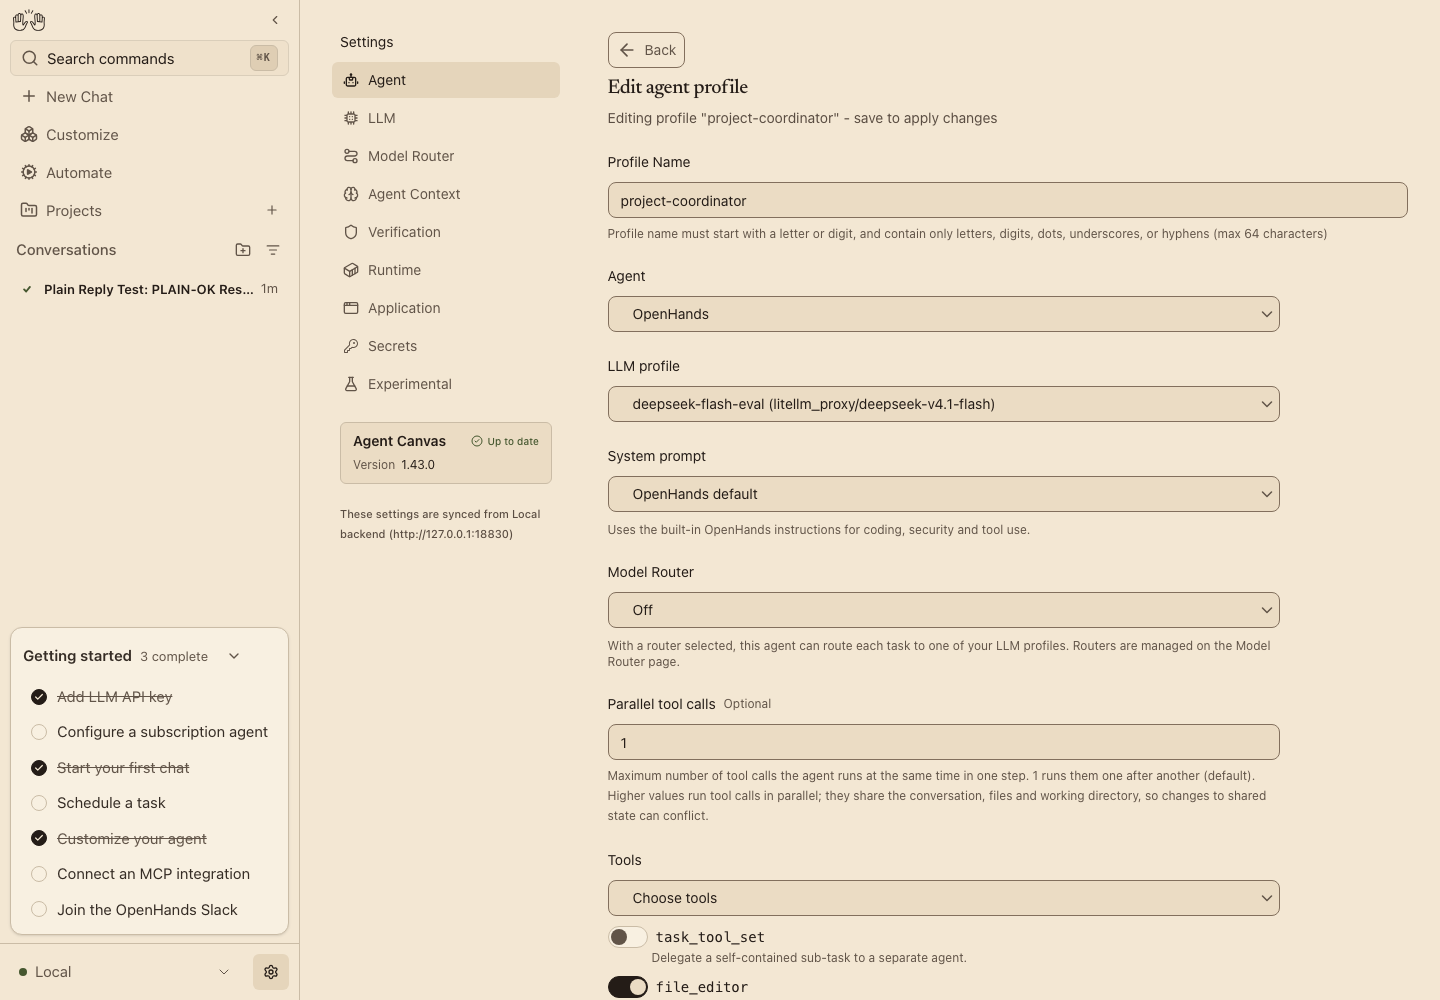 Search commands
⌘K
New Chat
Customize
Automate
Projects
Conversations
Plain Reply Test: PLAIN-OK Res... 1m
Getting started 3 complete
Add LLM API key
Configure a subscription agent
Start your first chat
Schedule a task
Customize your agent
Connect an MCP integration
Join the OpenHands Slack
Local
Settings
Agent
LLM
Model Router
Agent Context
Verification
Runtime
Application
Secrets
Experimental
Agent Canvas Up to date
Version 1.43.0
These settings are synced from Local
backend (http://127.0.0.1:18830)
Back
Edit agent profile
Editing profile "project-coordinator" - save to apply changes
Profile Name
project-coordinator
Profile name must start with a letter or digit, and contain only letters, digits, dots, underscores, or hyphens (max 64 characters)
Agent
OpenHands
LLM profile
deepseek-flash-eval (litellm_proxy/deepseek-v4.1-flash)
System prompt
OpenHands default
Uses the built-in OpenHands instructions for coding, security and tool use.
Model Router
Off
With a router selected, this agent can route each task to one of your LLM profiles. Routers are managed on the Model
Router page.
Parallel tool calls Optional
1
Maximum number of tool calls the agent runs at the same time in one step. 1 runs them one after another (default).
Higher values run tool calls in parallel; they share the conversation, files and working directory, so changes to shared
state can conflict.
Tools
Choose tools
task_tool_set
Delegate a self-contained sub-task to a separate agent.
file_editor